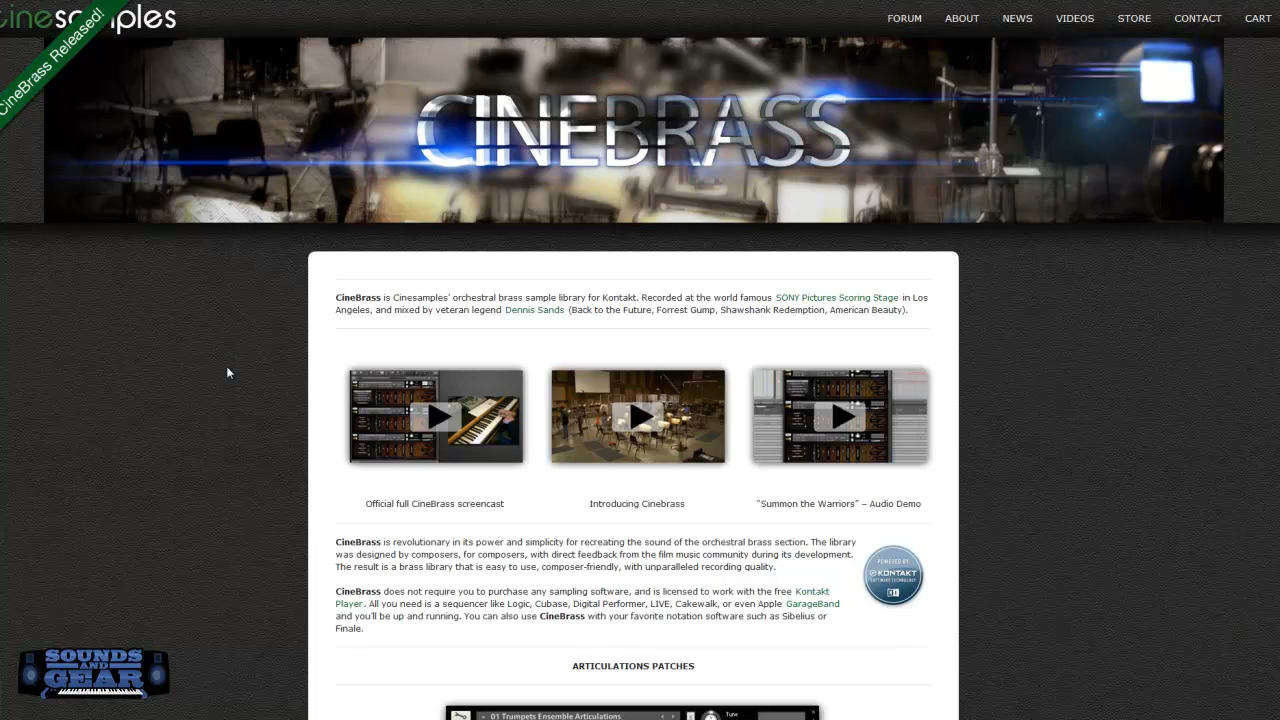 cinesamples
FORUM ABOUT NEWS VIDEOS STORE CONTACT CART
CineBrass Released!
CINEBRASS
CineBrass is Cinesamples' orchestral brass sample library for Kontakt. Recorded at the world famous SONY Pictures Scoring Stage in Los
Angeles, and mixed by veteran legend Dennis Sands (Back to the Future, Forrest Gump, Shawshank Redemption, American Beauty).
Official full CineBrass screencast
Introducing Cinebrass
"Summon the Warriors" – Audio Demo
CineBrass is revolutionary in its power and simplicity for recreating the sound of the orchestral brass section. The library
was designed by composers, for composers, with direct feedback from the film music community during its development.
The result is a brass library that is easy to use, composer-friendly, with unparalleled recording quality.
POWERED BY
KONTAKT
SOFTWARE TECHNOLOGY
CineBrass does not require you to purchase any sampling software, and is licensed to work with the free Kontakt
Player. All you need is a sequencer like Logic, Cubase, Digital Performer, LIVE, Cakewalk, or even Apple GarageBand
and you'll be up and running. You can also use CineBrass with your favorite notation software such as Sibelius or
Finale.
SOUNDS
AND
GEAR
ARTICULATIONS PATCHES
01 Trumpets Ensemble Articulations
Tune